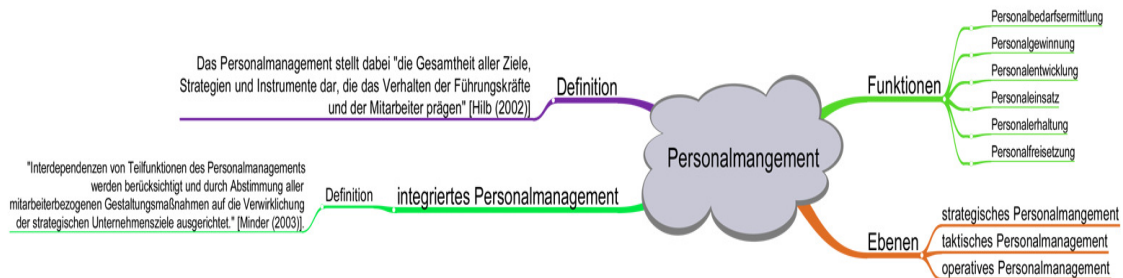 Das Personalmanagement stellt dabei "die Gesamtheit aller Ziele,
Strategien und Instrumente dar, die das Verhalten der Führungskräfte
und der Mitarbeiter prägen" [Hilb (2002)]
Definition
"Interdependenzen von Teilfunktionen des Personalmanagements
werden berücksichtigt und durch Abstimmung aller
mitarbeiterbezogenen Gestaltungsmaßnahmen auf die Verwirklichung
der strategischen Unternehmensziele ausgerichtet." [Minder (2003)].
Definition
integriertes Personalmanagement
Personalmangement
Funktionen
Personalbedarfsermittlung
Personalgewinnung
Personalentwicklung
Personaleinsatz
Personalerhaltung
Personalfreisetzung
Ebenen
strategisches Personalmangement
taktisches Personalmanagement
operatives Personalmanagement